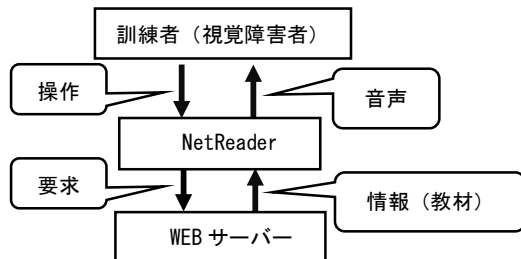 訓練者（視覚障害者）
操作
音声
NetReader
要求
情報（教材）
WEB サーバー